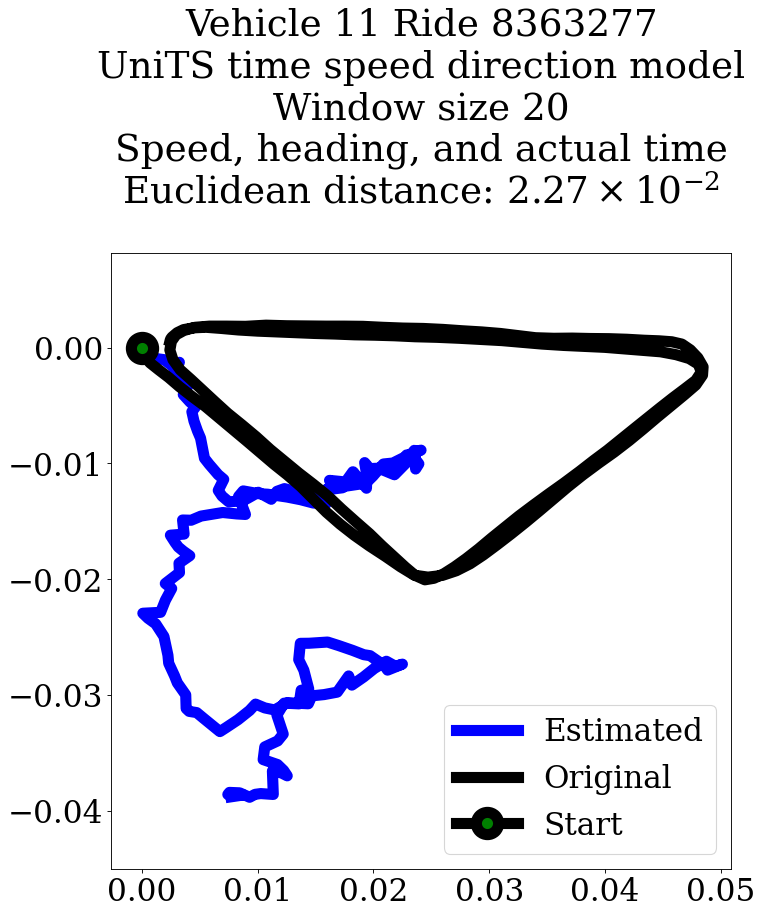 Vehicle 11 Ride 8363277
UniTS time speed direction model
Window size 20
Speed, heading, and actual time
Euclidean distance: 2.27 × 10⁻²
0.00
−0.01
−0.02
−0.03
−0.04
Estimated
Original
Start
0.00 0.01 0.02 0.03 0.04 0.05